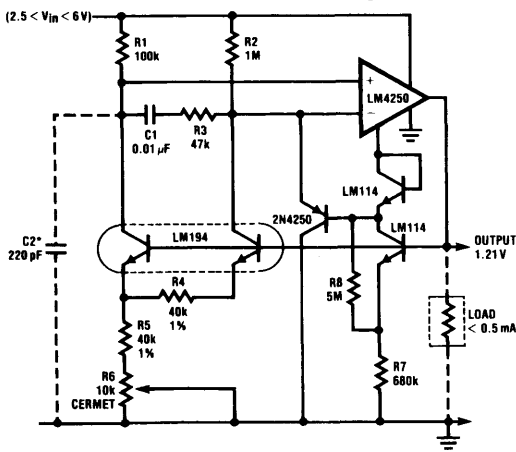 (2.5 < Vin < 6V)
R1
100k
R2
1M
+
LM4250
−
C1
0.01 µF
R3
47k
LM114
2N4250
LM114
LM194
C2*
220 pF
OUTPUT
1.21V
R4
40k
1%
R8
5M
LOAD
< 0.5 mA
R5
40k
1%
R7
680k
R6
10k
CERMET